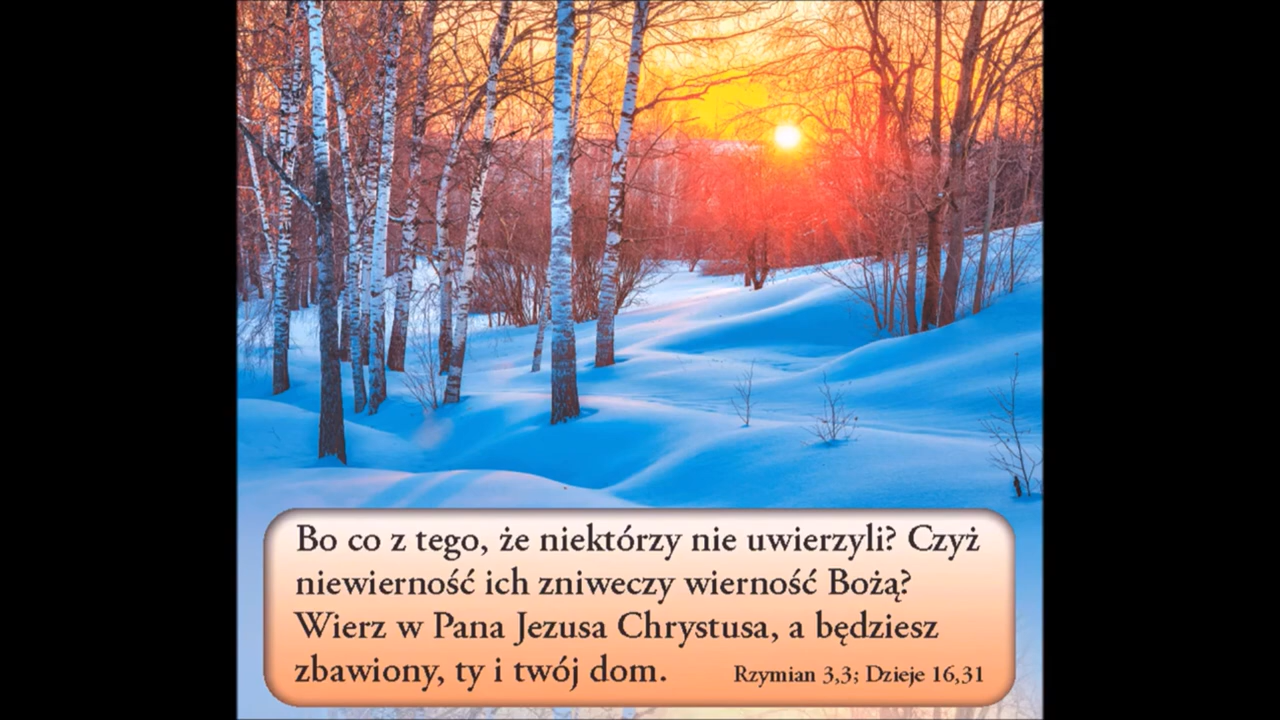 Bo co z tego, że niektórzy nie uwierzyli? Czyż
niewierność ich zniweczy wierność Bożą?
Wierz w Pana Jezusa Chrystusa, a będziesz
zbawiony, ty i twój dom. Rzymian 3,3; Dzieje 16,31